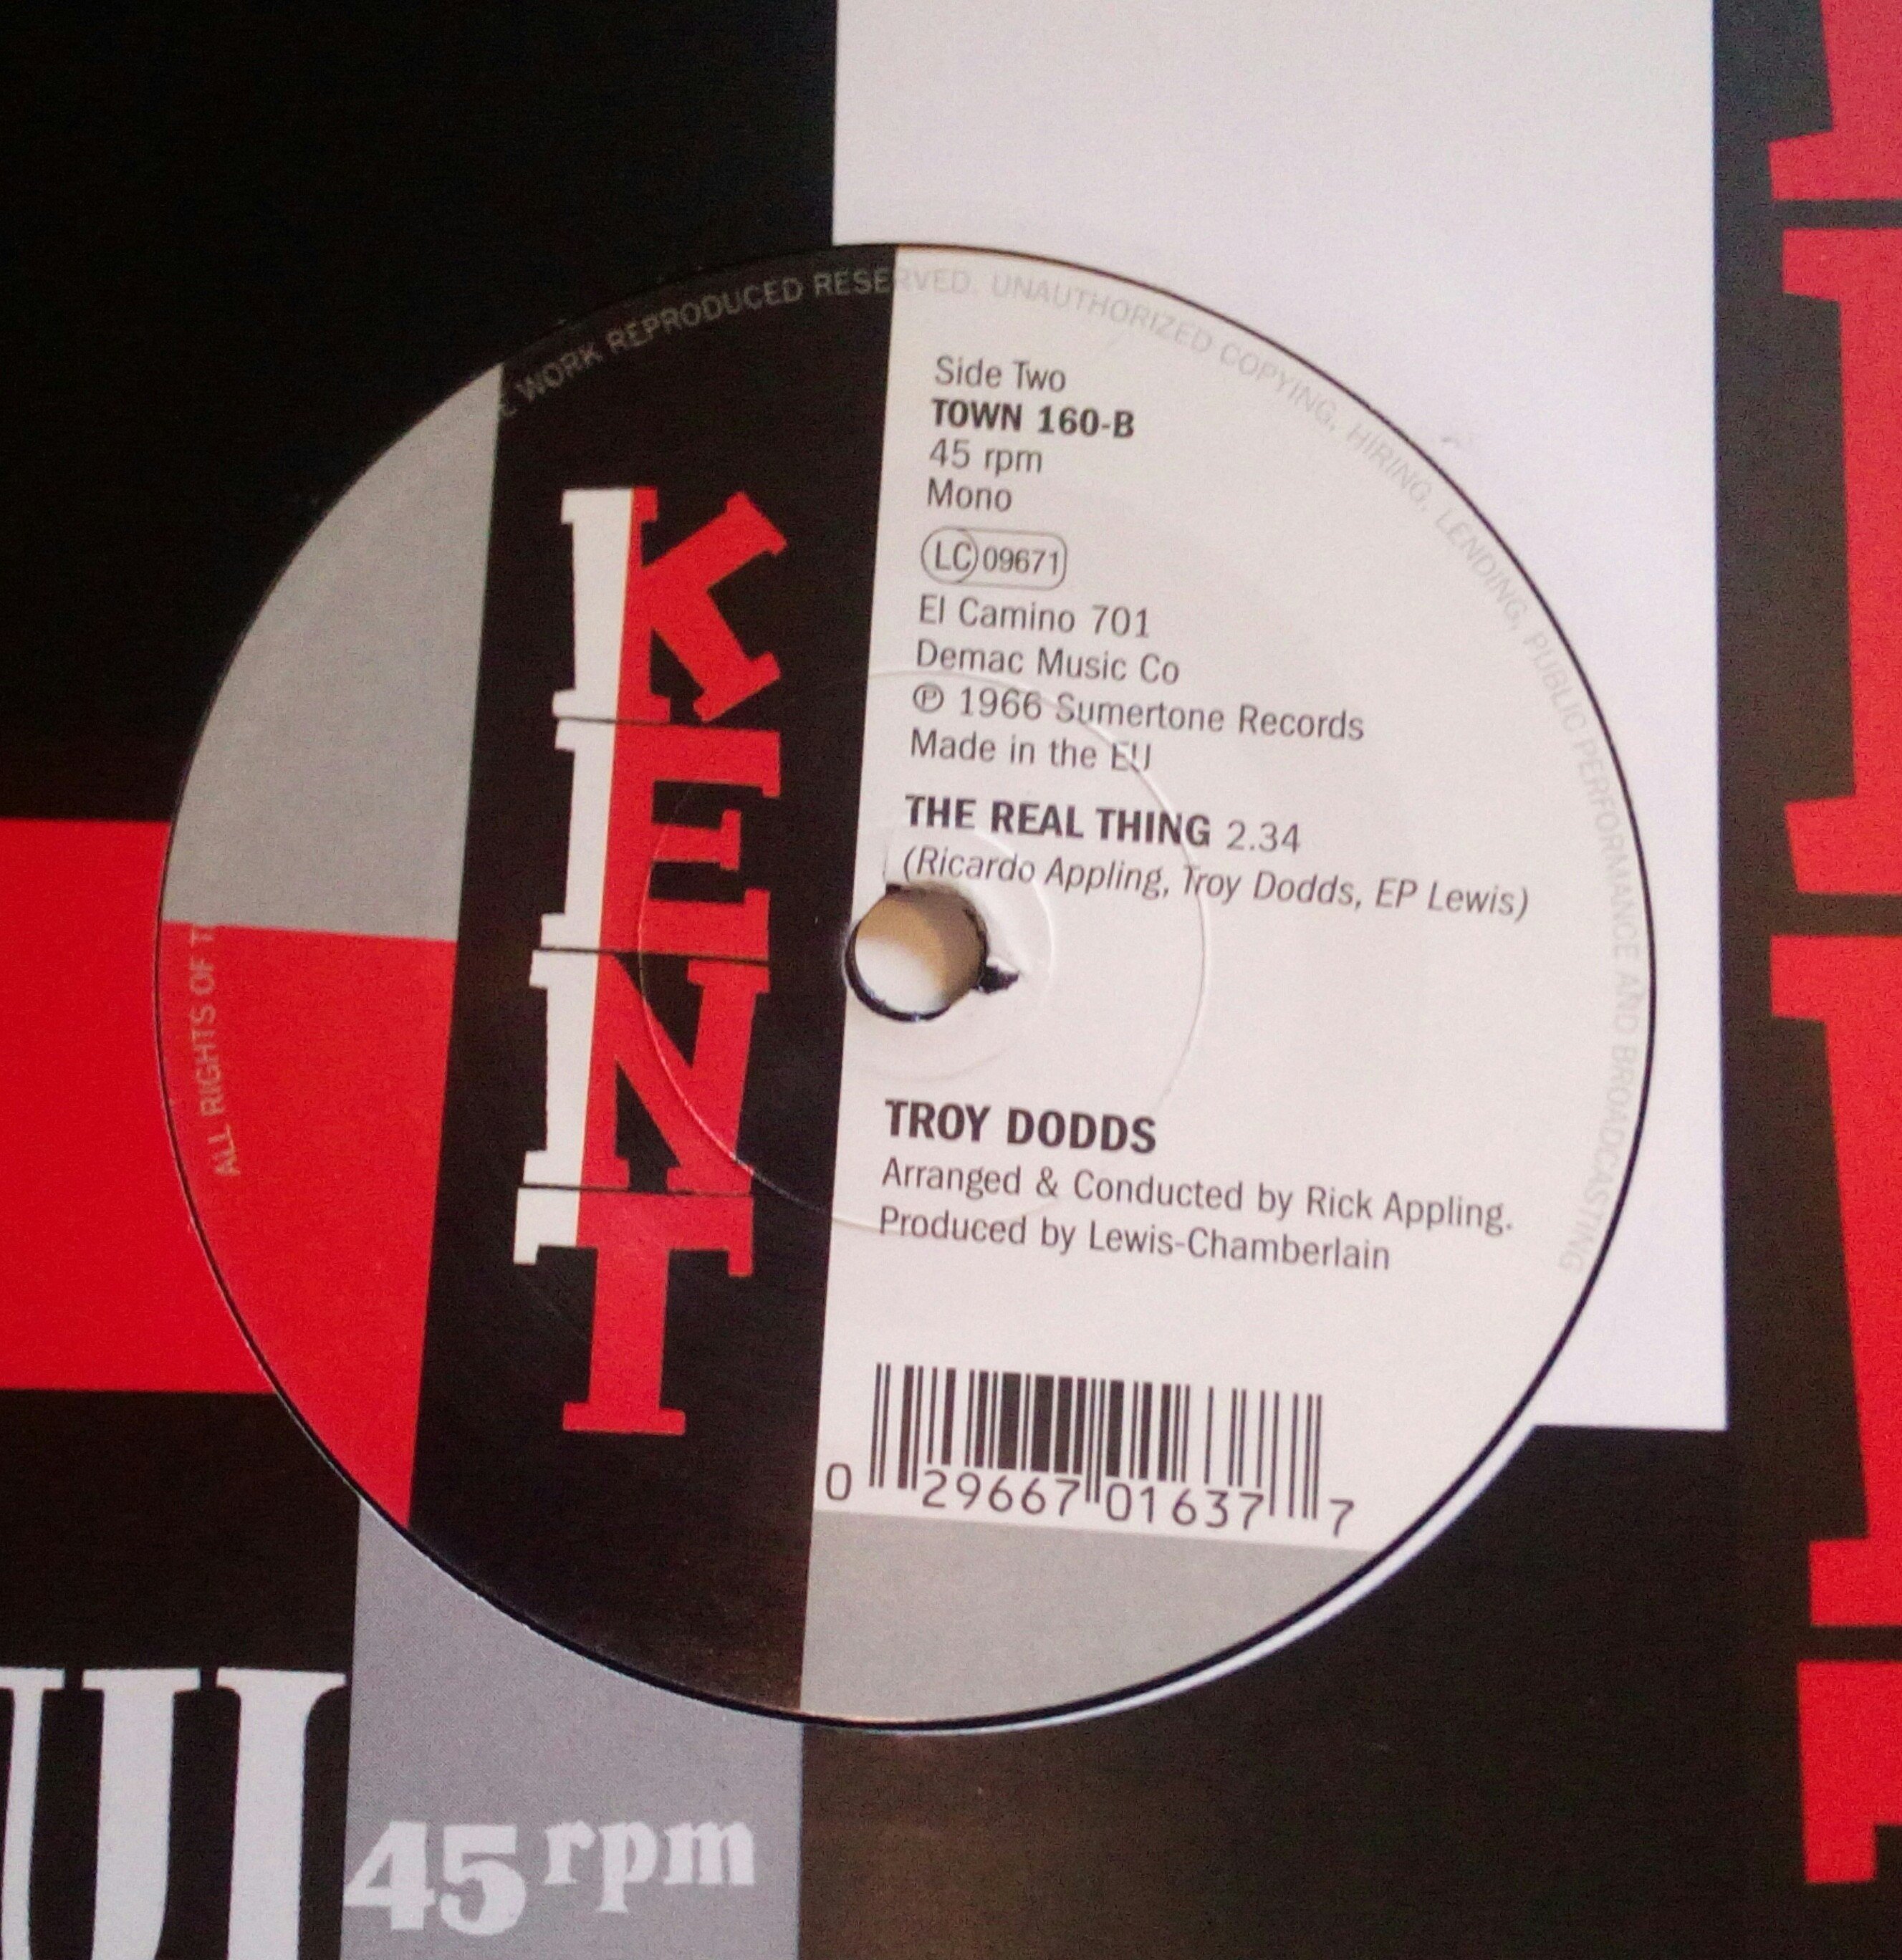 ALL RIGHTS OF
WORK REPRODUCED RESERVED. UNAUTHORIZED COPYING, HIRING, LENDING, PUBLIC PERFORMANCE AND BROADCASTING
KENT
Side Two
TOWN 160-B
45 rpm
Mono
LC 09671
El Camino 701
Demac Music Co
℗ 1966 Sumertone Records
Made in the EU
THE REAL THING 2.34
(Ricardo Appling, Troy Dodds, EP Lewis)
TROY DODDS
Arranged & Conducted by Rick Appling.
Produced by Lewis-Chamberlain
0 29667 01637 7
45 rpm